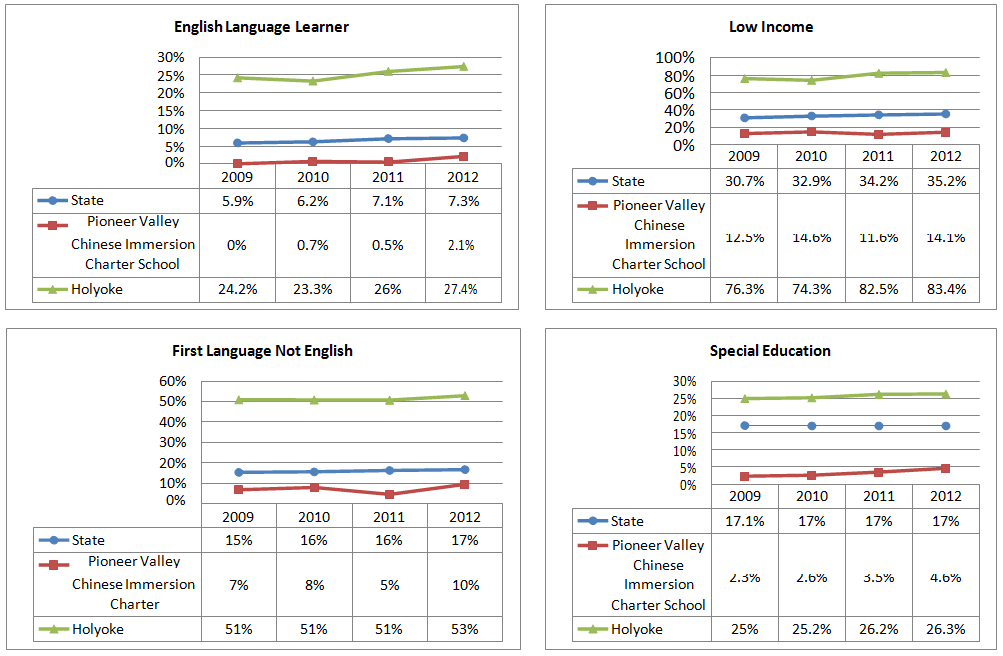 English Language Learner
30%
25%
20%
15%
10%
5%
0%
2009 2010 2011 2012
State 5.9% 6.2% 7.1% 7.3%
Pioneer Valley
Chinese Immersion 0% 0.7% 0.5% 2.1%
Charter School
Holyoke 24.2% 23.3% 26% 27.4%
Low Income
100%
80%
60%
40%
20%
0%
2009 2010 2011 2012
State 30.7% 32.9% 34.2% 35.2%
Pioneer Valley
Chinese
12.5% 14.6% 11.6% 14.1%
Immersion
Charter School
Holyoke 76.3% 74.3% 82.5% 83.4%
First Language Not English
60%
50%
40%
30%
20%
10%
0%
2009 2010 2011 2012
State 15% 16% 16% 17%
Pioneer Valley
Chinese Immersion 7% 8% 5% 10%
Charter
Holyoke 51% 51% 51% 53%
Special Education
30%
25%
20%
15%
10%
5%
0%
2009 2010 2011 2012
State 17.1% 17% 17% 17%
Pioneer Valley
Chinese
2.3% 2.6% 3.5% 4.6%
Immersion
Charter School
Holyoke 25% 25.2% 26.2% 26.3%